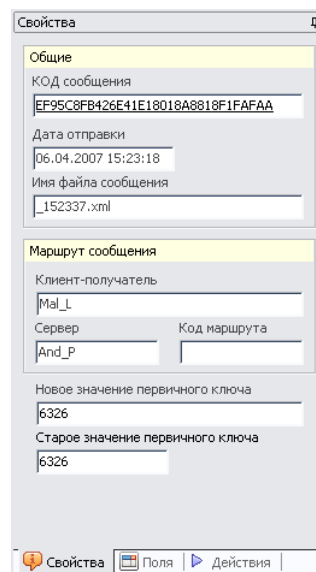 Свойства
Общие
КОД сообщения
EF95C8FB426E41E18018A8818F1FAFAA
Дата отправки
06.04.2007 15:23:18
Имя файла сообщения
_152337.xml
Маршрут сообщения
Клиент-получатель
Mal_L
Сервер Код маршрута
And_P
Новое значение первичного ключа
6326
Старое значение первичного ключа
6326
Свойства Поля Действия